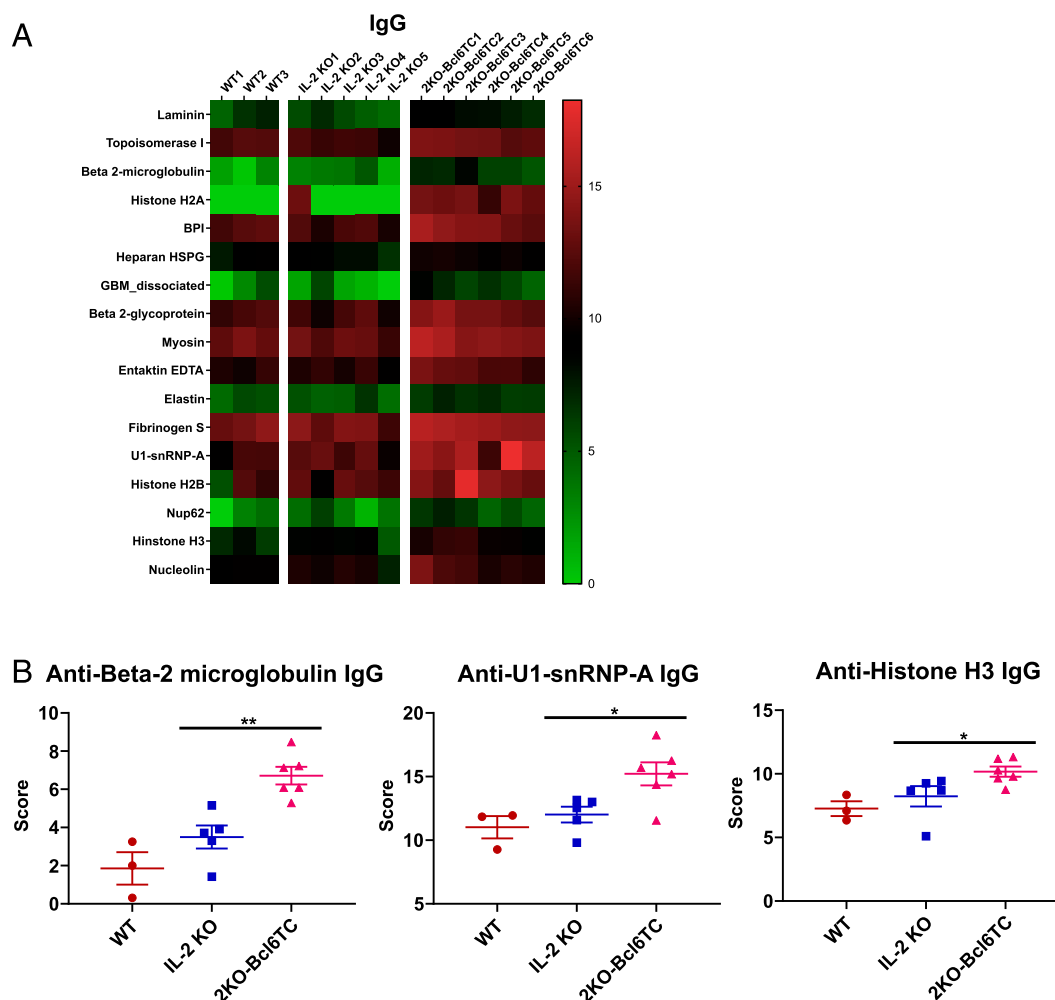 A
IgG
WT1
WT2
WT3
IL-2 KO1
IL-2 KO2
IL-2 KO3
IL-2 KO4
IL-2 KO5
2KO-Bcl6TC1
2KO-Bcl6TC2
2KO-Bcl6TC3
2KO-Bcl6TC4
2KO-Bcl6TC5
2KO-Bcl6TC6
Laminin
Topoisomerase I
Beta 2-microglobulin
Histone H2A
BPI
Heparan HSPG
GBM_dissociated
Beta 2-glycoprotein
Myosin
Entaktin EDTA
Elastin
Fibrinogen S
U1-snRNP-A
Histone H2B
Nup62
Hinstone H3
Nucleolin
15
10
5
0
B
Anti-Beta-2 microglobulin IgG
Score
10
8
6
4
2
0
**
WT
IL-2 KO
2KO-Bcl6TC
Anti-U1-snRNP-A IgG
Score
20
15
10
5
*
WT
IL-2 KO
2KO-Bcl6TC
Anti-Histone H3 IgG
Score
15
10
5
0
*
WT
IL-2 KO
2KO-Bcl6TC